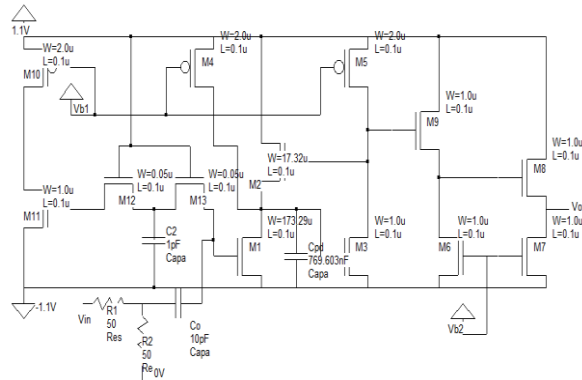 1.1V
W=2.0u
L=0.1u
M10
Vb1
M4
W=2.0u
L=0.1u
M5
W=2.0u
L=0.1u
W=1.0u
L=0.1u
M9
W=1.0u
L=0.1u
M8
W=17.32u
L=0.1u
M2
W=0.05u
L=0.1u
M12
W=0.05u
L=0.1u
M13
W=1.0u
L=0.1u
M11
C2
1pF
Capa
W=173.29u
L=0.1u
M1
Cpd
769.603nF
Capa
W=1.0u
L=0.1u
M3
W=1.0u
L=0.1u
M6
Vo
W=1.0u
L=0.1u
M7
-1.1V
Vin
R1
50
Res
R2
50
Re
0V
Co
10pF
Capa
Vb2